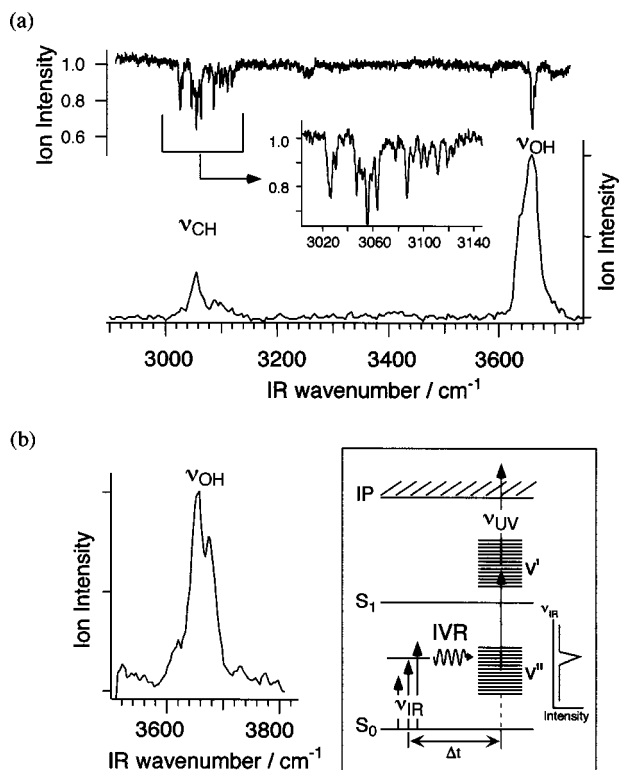 (a)
Ion Intensity
1.0
0.8
0.6
νCH
1.0
0.8
3020 3060 3100 3140
νOH
Ion Intensity
3000 3200 3400 3600
IR wavenumber / cm-1
(b)
νOH
Ion Intensity
3600 3800
IR wavenumber / cm-1
IP
νUV
V'
S1
IVR
V"
νIR
Intensity
νIR
S0
Δt